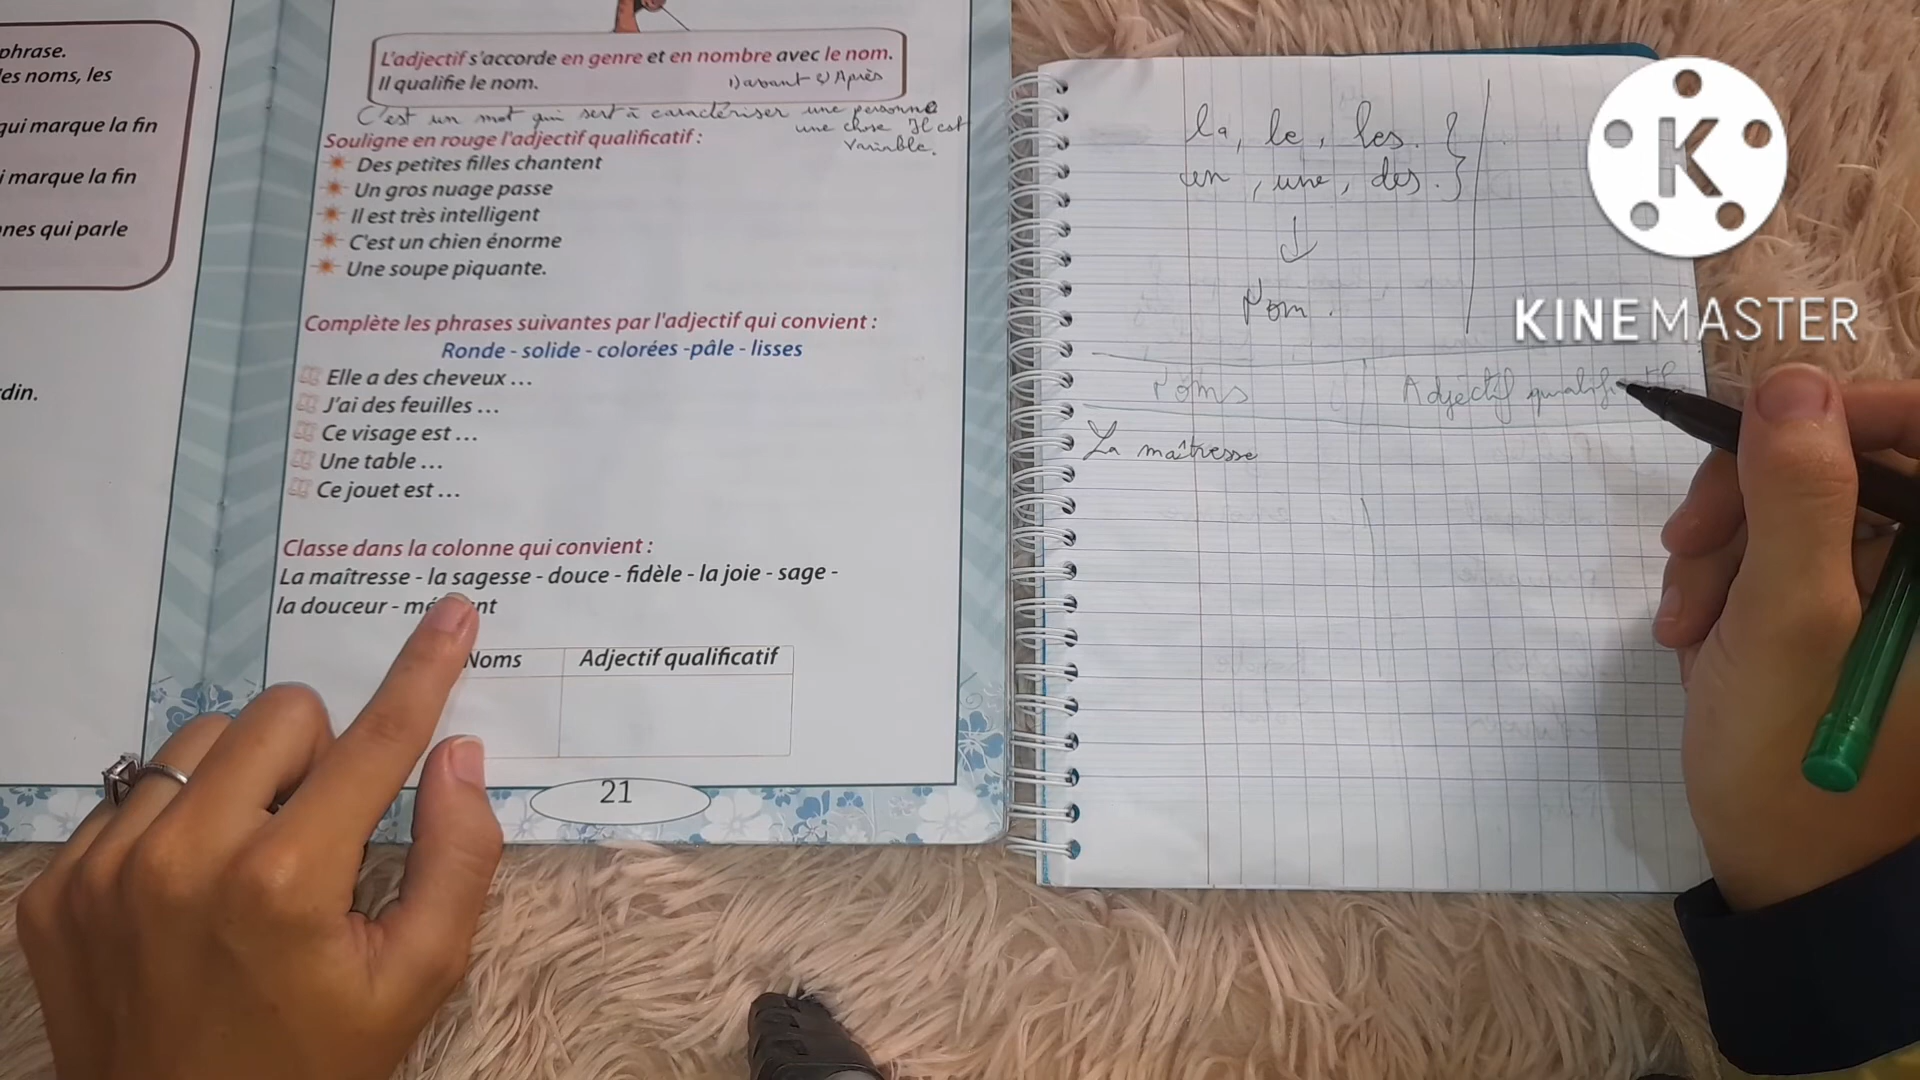 phrase.
les noms, les
qui marque la fin
marque la fin
nes qui parle
din.
L'adjectif s'accorde en genre et en nombre avec le nom.
Il qualifie le nom.
1) avant 2) Après
C'est un mot qui sert à caractériser une personne
une chose Il est
variable.
Souligne en rouge l'adjectif qualificatif :
Des petites filles chantent
Un gros nuage passe
Il est très intelligent
C'est un chien énorme
Une soupe piquante.
Complète les phrases suivantes par l'adjectif qui convient :
Ronde - solide - colorées -pâle - lisses
Elle a des cheveux ...
J'ai des feuilles ...
Ce visage est ...
Une table ...
Ce jouet est ...
Classe dans la colonne qui convient :
La maîtresse - la sagesse - douce - fidèle - la joie - sage -
la douceur - mé nt
Noms
Adjectif qualificatif
21
la, le, les.
un, une, des.
Nom.
Noms
Adjectif qualific
La maîtresse
K
KINEMASTER